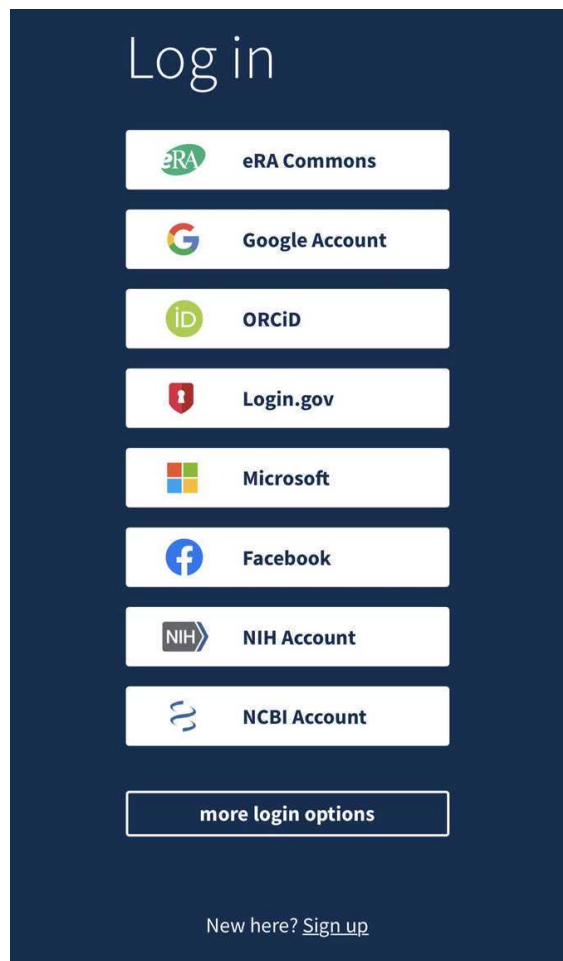 Log in
eRA eRA Commons
Google Account
iD ORCiD
Login.gov
Microsoft
Facebook
NIH NIH Account
NCBI Account
more login options
New here? Sign up